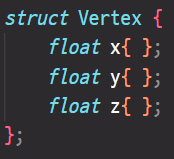 struct Vertex {
    float x{ };
    float y{ };
    float z{ };
};